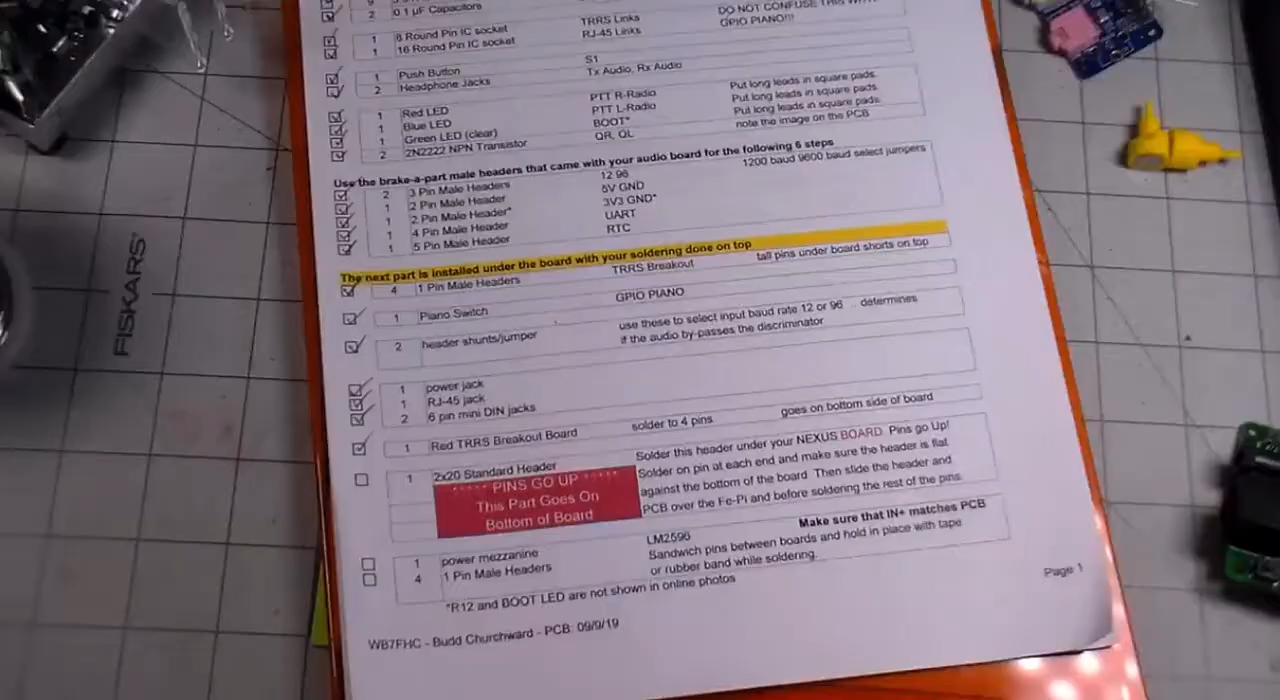 2 0.1 µF Capacitors
1 8 Round Pin IC socket TRRS Links DO NOT CONFUSE THIS WITH
1 16 Round Pin IC socket RJ-45 Links GPIO PIANO!!!
1 Push Button S1
2 Headphone Jacks Tx Audio, Rx Audio
1 Red LED PTT R-Radio Put long leads in square pads.
1 Blue LED PTT L-Radio Put long leads in square pads.
1 Green LED (clear) BOOT* Put long leads in square pads.
2 2N2222 NPN Transistor QR, QL note the image on the PCB
Use the brake-a-part male headers that came with your audio board for the following 6 steps
2 3 Pin Male Headers 12 96 1200 baud 9600 baud select jumpers
1 2 Pin Male Header 5V GND
1 2 Pin Male Header* 3V3 GND*
1 4 Pin Male Header UART
1 5 Pin Male Header RTC
The next part is installed under the board with your soldering done on top
4 1 Pin Male Headers TRRS Breakout tall pins under board shorts on top
1 Piano Switch GPIO PIANO
2 header shunts/jumper use these to select input baud rate 12 or 96 determines
if the audio by-passes the discriminator
1 power jack
1 RJ-45 jack
2 6 pin mini DIN jacks
1 Red TRRS Breakout Board solder to 4 pins goes on bottom side of board
1 2x20 Standard Header Solder this header under your NEXUS BOARD. Pins go Up!
***** PINS GO UP ***** Solder on pin at each end and make sure the header is flat
This Part Goes On against the bottom of the board. Then slide the header and
Bottom of Board PCB over the Fe-Pi and before soldering the rest of the pins.
1 power mezzanine LM2596 Make sure that IN+ matches PCB
4 1 Pin Male Headers Sandwich pins between boards and hold in place with tape
or rubber band while soldering.
*R12 and BOOT LED are not shown in online photos
Page 1
WB7FHC - Budd Churchward - PCB: 09/9/19
FISKARS